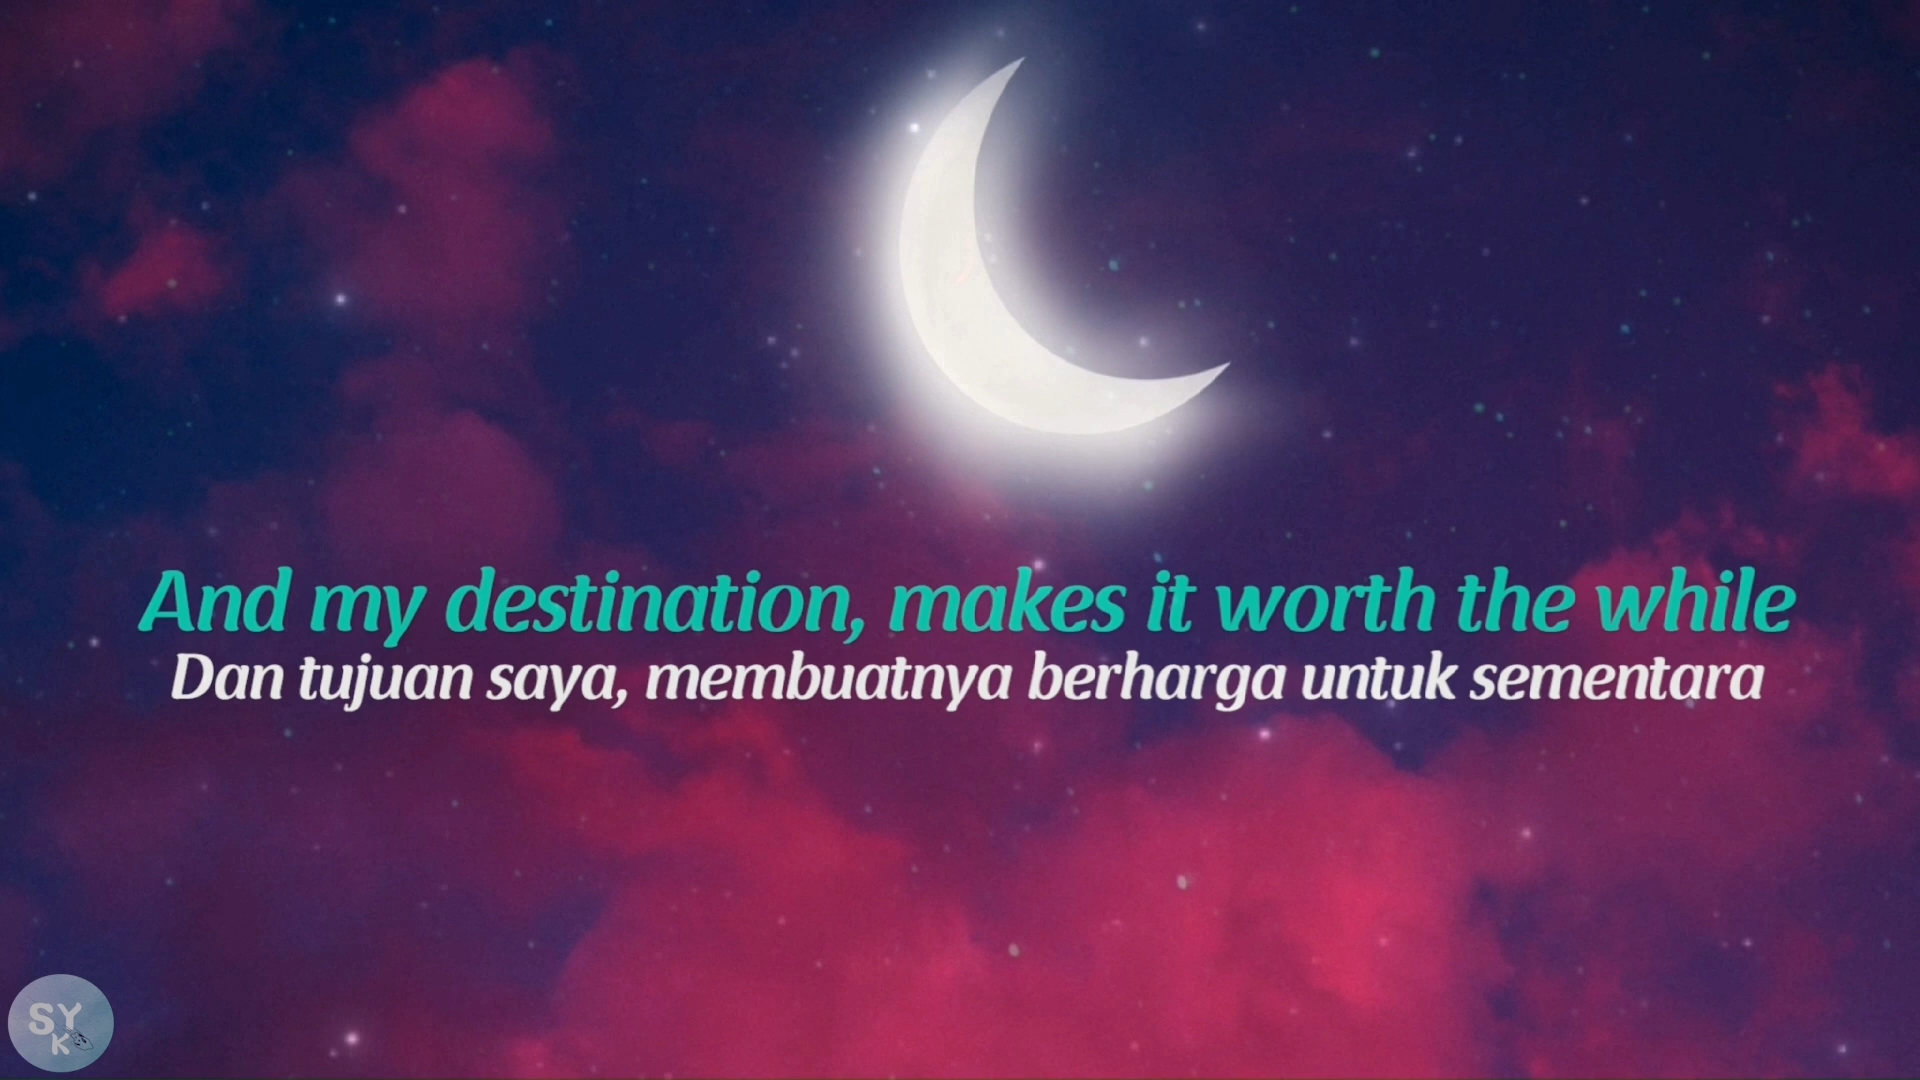 And my destination, makes it worth the while
Dan tujuan saya, membuatnya berharga untuk sementara
SY
K